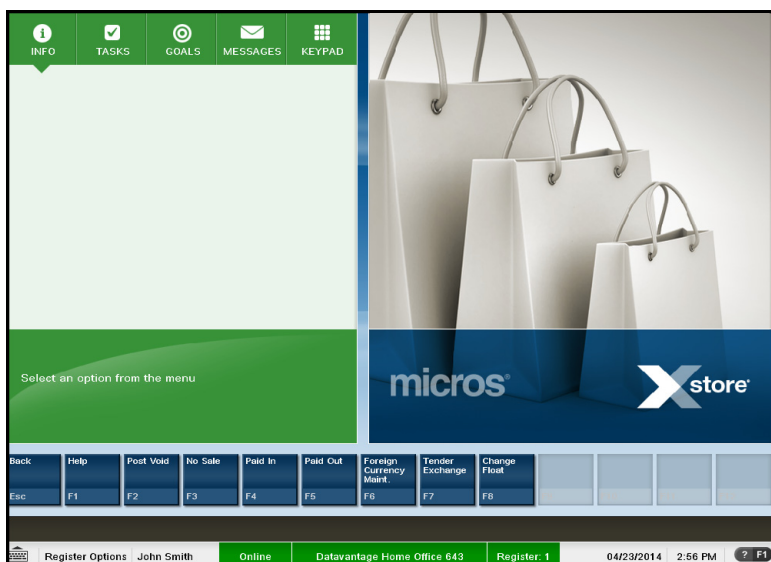 INFO TASKS GOALS MESSAGES KEYPAD
Select an option from the menu
micros® Xstore®
Back Help Post Void No Sale Paid In Paid Out Foreign Currency Maint. Tender Exchange Change Float
Esc F1 F2 F3 F4 F5 F6 F7 F8
Register Options John Smith Online Datavantage Home Office 643 Register: 1 04/23/2014 2:56 PM ? F1